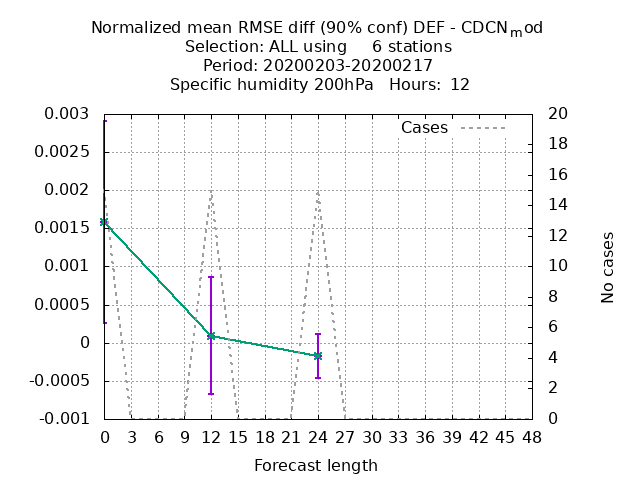 Normalized mean RMSE diff (90% conf) DEF - CDCNmod
Selection: ALL using 6 stations
Period: 20200203-20200217
Specific humidity 200hPa Hours: 12
Cases
0.003
0.0025
0.002
0.0015
0.001
0.0005
0
-0.0005
-0.001
20
18
16
14
12
10
8
6
4
2
0
No cases
0 3 6 9 12 15 18 21 24 27 30 33 36 39 42 45 48
Forecast length